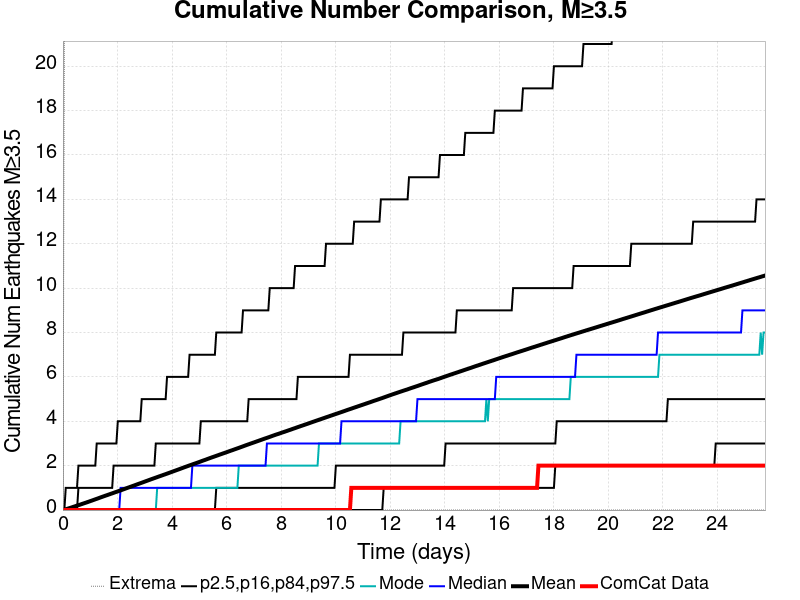 Cumulative Number Comparison, M≥3.5
Cumulative Num Earthquakes M≥3.5
20
18
16
14
12
10
8
6
4
2
0
0 2 4 6 8 10 12 14 16 18 20 22 24
Time (days)
Extrema p2.5,p16,p84,p97.5 Mode Median Mean ComCat Data